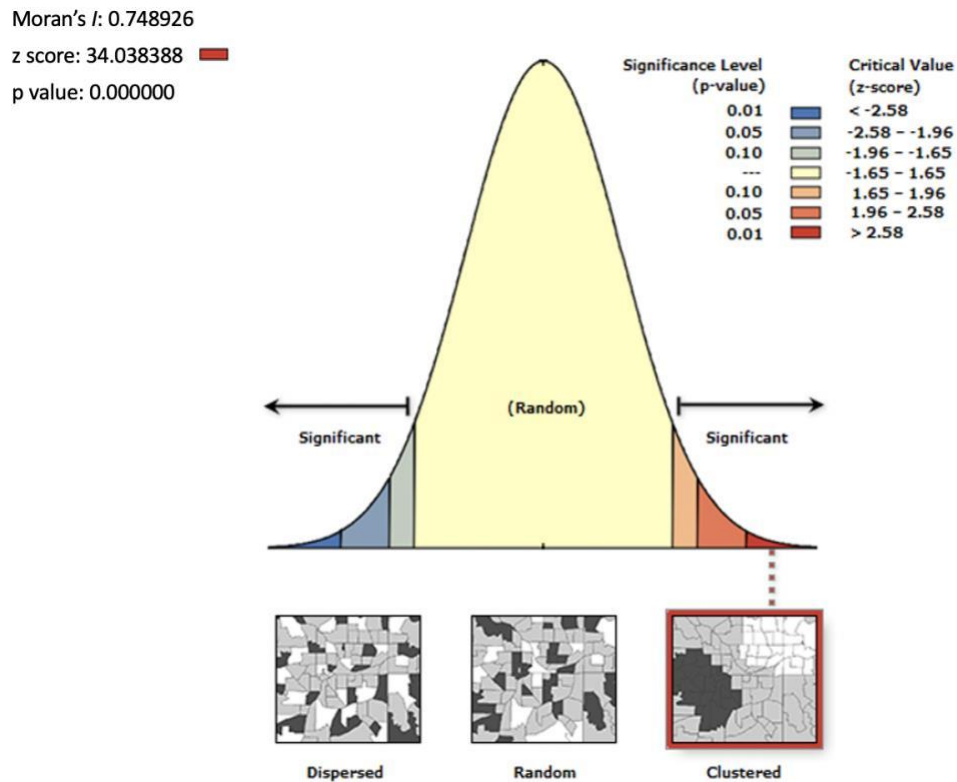 Moran's I: 0.748926
z score: 34.038388
p value: 0.000000
Significance Level
(p-value)
Critical Value
(z-score)
0.01 < -2.58
0.05 -2.58 – -1.96
0.10 -1.96 – -1.65
--- -1.65 – 1.65
0.10 1.65 – 1.96
0.05 1.96 – 2.58
0.01 > 2.58
(Random)
Significant
Significant
Dispersed
Random
Clustered